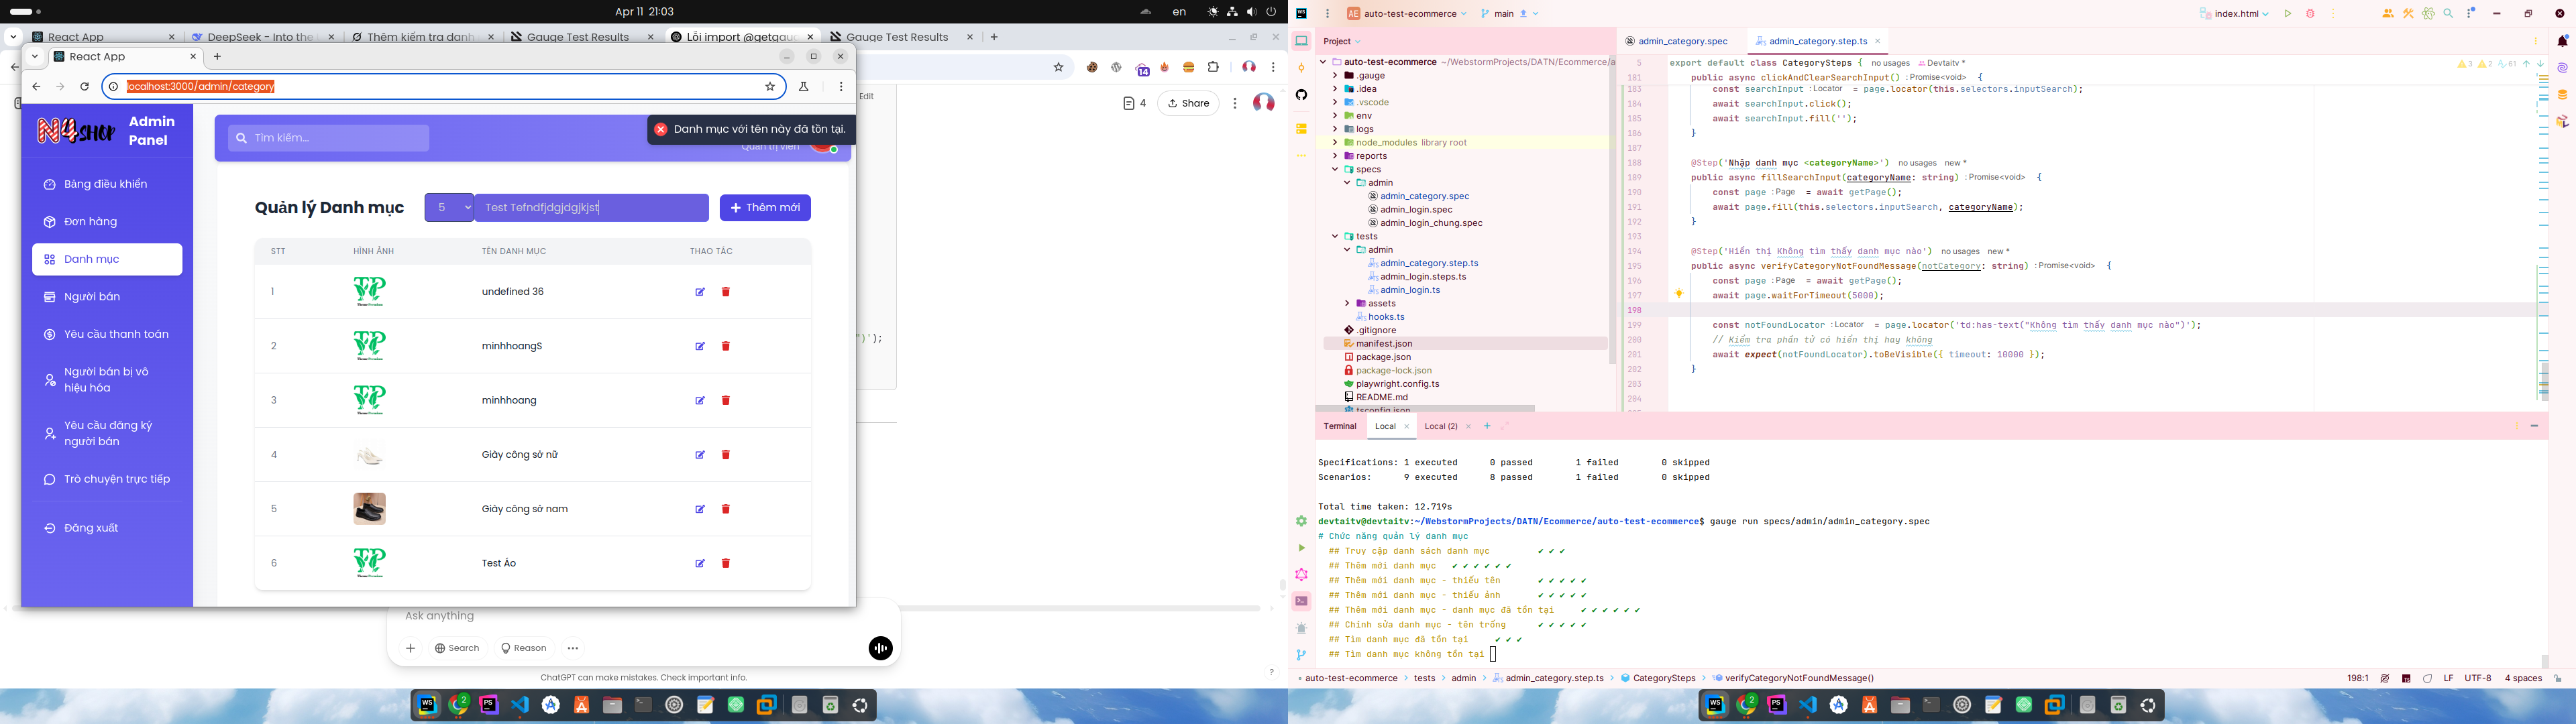 Apr 11 21:03
en
React App
DeepSeek - Into the
Thêm kiểm tra danh
Gauge Test Results
Lỗi import @getgauge
Gauge Test Results
React App
localhost:3000/admin/category
14
Edit
4
Share
N4SHOP
Admin
Panel
Bảng điều khiển
Đơn hàng
Danh mục
Người bán
Yêu cầu thanh toán
Người bán bị vô
hiệu hóa
Yêu cầu đăng ký
người bán
Trò chuyện trực tiếp
Đăng xuất
Tìm kiếm...
Quản trị viên
Danh mục với tên này đã tồn tại.
Quản lý Danh mục
5
Test Tefndfjdgjdgjkjst
Thêm mới
STT HÌNH ẢNH TÊN DANH MỤC THAO TÁC
1 undefined 36
2 minhhoangS
3 minhhoang
4 Giày công sở nữ
5 Giày công sở nam
6 Test Áo
")');
Ask anything
Search
Reason
ChatGPT can make mistakes. Check important info.
?
AE auto-test-ecommerce
main
index.html
Project
auto-test-ecommerce ~/WebstormProjects/DATN/Ecommerce/a
.gauge
.idea
.vscode
env
logs
node_modules library root
reports
specs
admin
admin_category.spec
admin_login.spec
admin_login_chung.spec
tests
admin
admin_category.step.ts
admin_login.steps.ts
admin_login.ts
assets
hooks.ts
.gitignore
manifest.json
package.json
package-lock.json
playwright.config.ts
README.md
tsconfig.json
admin_category.spec
admin_category.step.ts
3 2 61
5 export default class CategorySteps { no usages Devtaitv *
181 public async clickAndClearSearchInput() : Promise<void> {
183 const searchInput : Locator = page.locator(this.selectors.inputSearch);
184 await searchInput.click();
185 await searchInput.fill('');
186 }
187
188 @Step('Nhập danh mục <categoryName>') no usages new *
189 public async fillSearchInput(categoryName: string) : Promise<void> {
190 const page : Page = await getPage();
191 await page.fill(this.selectors.inputSearch, categoryName);
192 }
193
194 @Step('Hiển thị Không tìm thấy danh mục nào') no usages new *
195 public async verifyCategoryNotFoundMessage(notCategory: string) : Promise<void> {
196 const page : Page = await getPage();
197 await page.waitForTimeout(5000);
198
199 const notFoundLocator : Locator = page.locator('td:has-text("Không tìm thấy danh mục nào")');
200 // Kiểm tra phần tử có hiển thị hay không
201 await expect(notFoundLocator).toBeVisible({ timeout: 10000 });
202 }
203
204
Terminal
Local
Local (2)
Specifications: 1 executed 0 passed 1 failed 0 skipped
Scenarios: 9 executed 8 passed 1 failed 0 skipped
Total time taken: 12.719s
devtaitv@devtaitv:~/WebstormProjects/DATN/Ecommerce/auto-test-ecommerce$ gauge run specs/admin/admin_category.spec
# Chức năng quản lý danh mục
## Truy cập danh sách danh mục ✔ ✔ ✔
## Thêm mới danh mục ✔ ✔ ✔ ✔ ✔ ✔
## Thêm mới danh mục - thiếu tên ✔ ✔ ✔ ✔ ✔
## Thêm mới danh mục - thiếu ảnh ✔ ✔ ✔ ✔ ✔
## Thêm mới danh mục - danh mục đã tồn tại ✔ ✔ ✔ ✔ ✔ ✔
## Chỉnh sửa danh mục - tên trống ✔ ✔ ✔ ✔ ✔
## Tìm danh mục đã tồn tại ✔ ✔ ✔
## Tìm danh mục không tồn tại
auto-test-ecommerce
tests
admin
admin_category.step.ts
CategorySteps
verifyCategoryNotFoundMessage()
198:1
LF
UTF-8
4 spaces